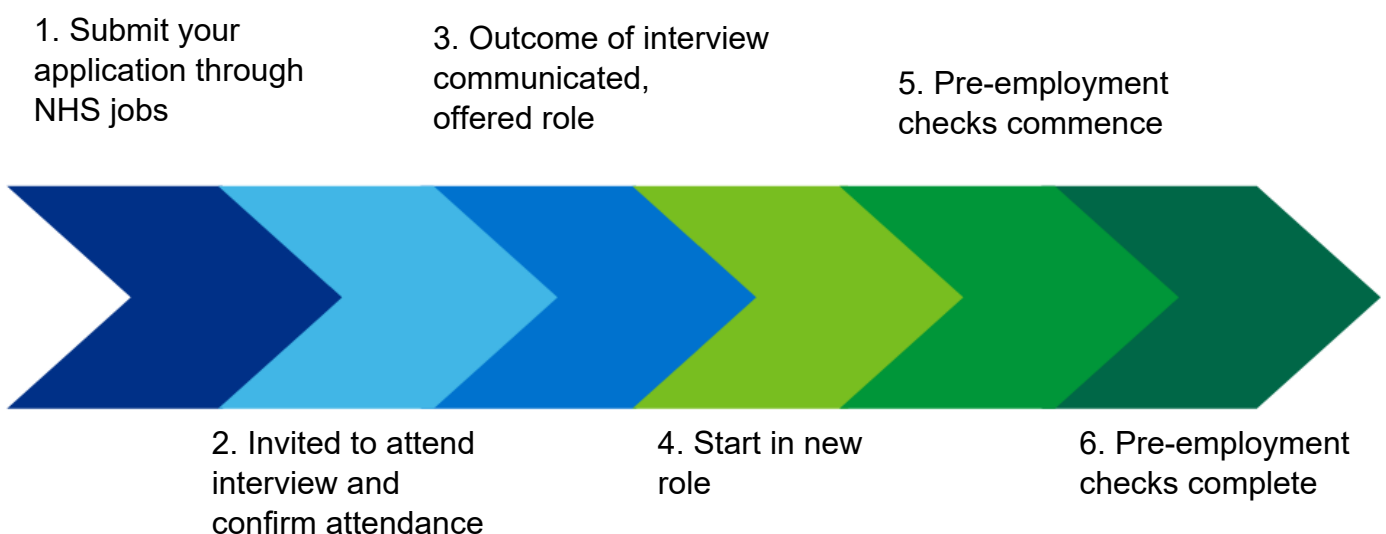 1. Submit your
application through
NHS jobs
2. Invited to attend
interview and
confirm attendance
3. Outcome of interview
communicated,
offered role
4. Start in new
role
5. Pre-employment
checks commence
6. Pre-employment
checks complete